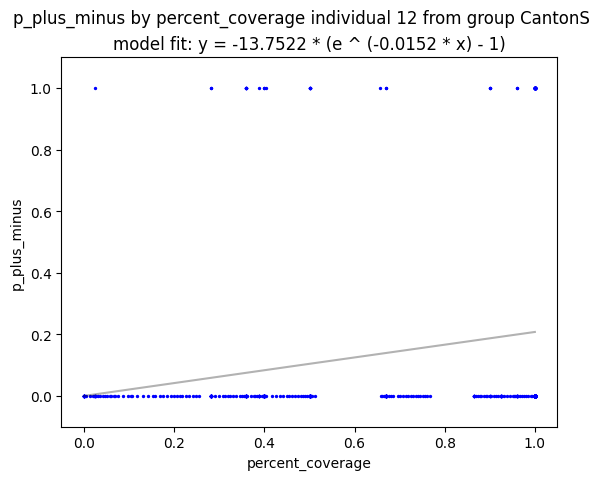 p_plus_minus by percent_coverage individual 12 from group CantonS
model fit: y = -13.7522 * (e ^ (-0.0152 * x) - 1)
1.0
0.8
0.6
0.4
0.2
0.0
p_plus_minus
0.0 0.2 0.4 0.6 0.8 1.0
percent_coverage